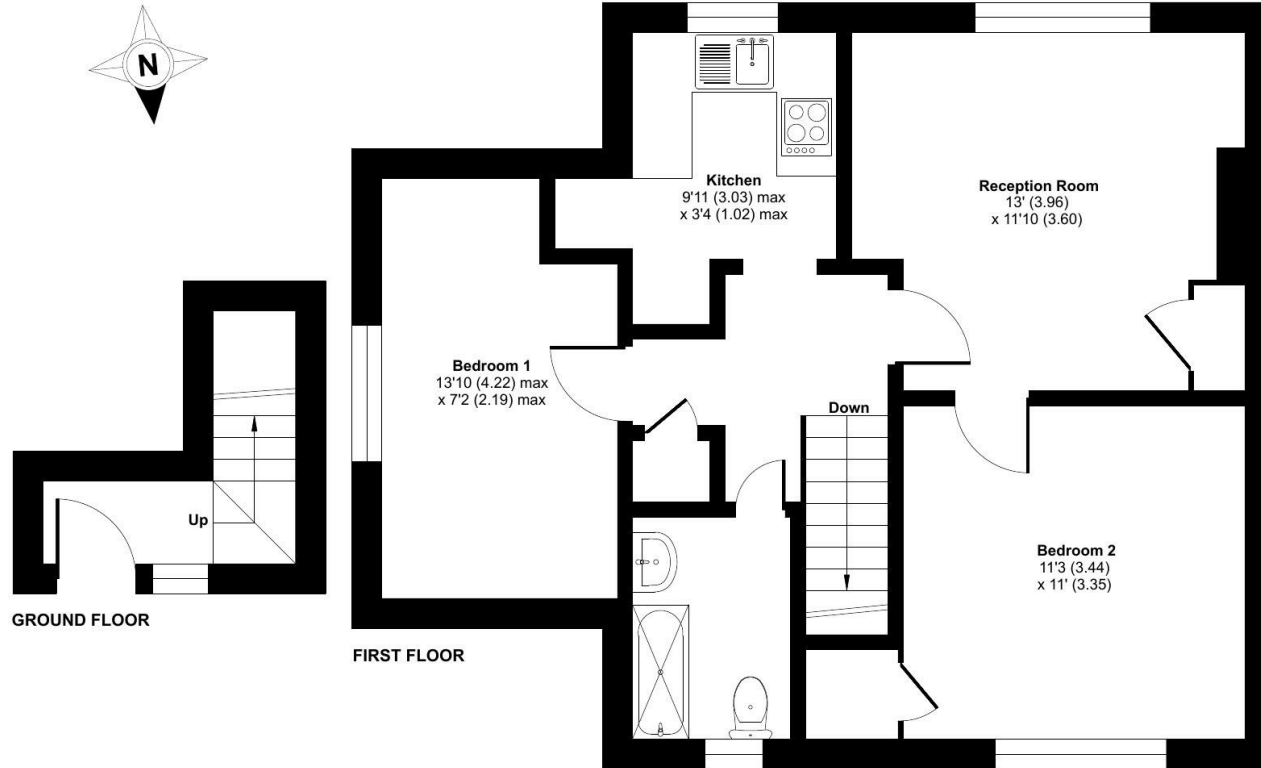 N
Kitchen
9'11 (3.03) max
x 3'4 (1.02) max
Reception Room
13' (3.96)
x 11'10 (3.60)
Bedroom 1
13'10 (4.22) max
x 7'2 (2.19) max
Down
Up
Bedroom 2
11'3 (3.44)
x 11' (3.35)
GROUND FLOOR
FIRST FLOOR